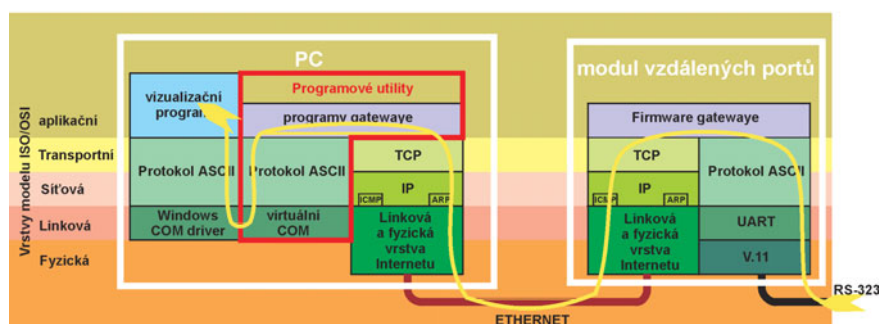 Vrstvy modelu ISO/OSI
aplikační
Transportní
Síťová
Linková
Fyzická
PC
vizualizační
program
Programové utility
programy gatewaye
Protokol ASCII
Protokol ASCII
TCP
IP
ICMP
ARP
Windows
COM driver
virtuální
COM
Linková
a fyzická
vrstva
Internetu
modul vzdálených portů
Firmware gatewaye
TCP
Protokol ASCII
IP
ICMP
ARP
Linková
a fyzická
vrstva
Internetu
UART
V.11
RS-323
ETHERNET